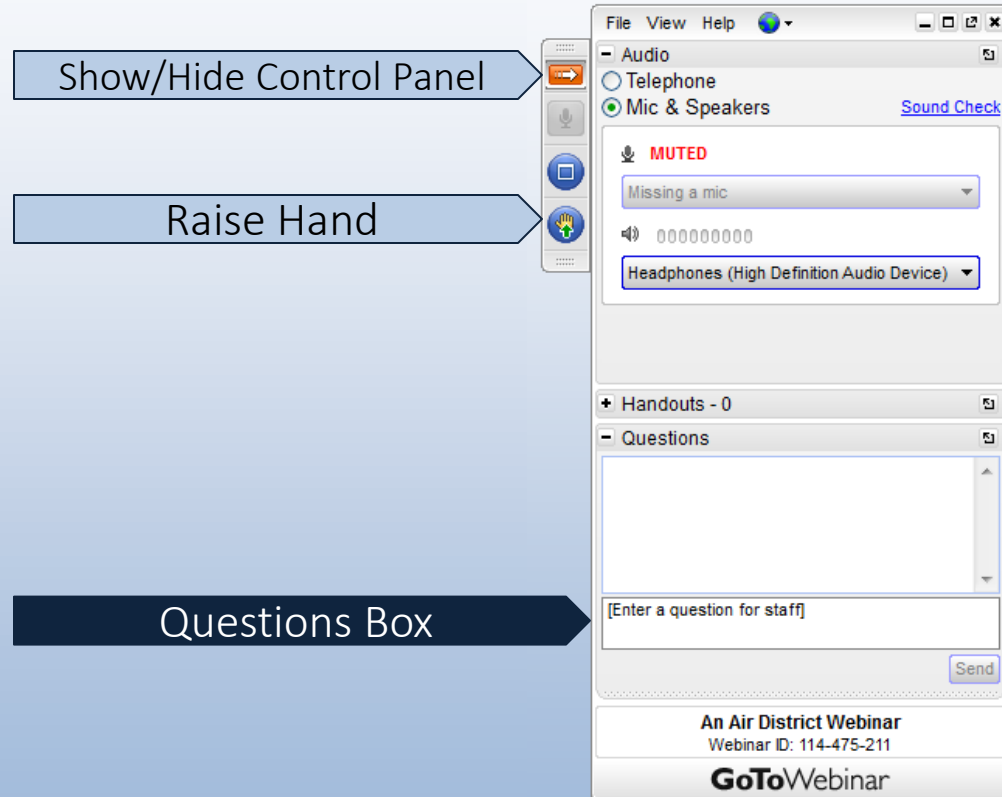 File View Help
Show/Hide Control Panel
Audio
Telephone
Mic & Speakers Sound Check
MUTED
Missing a mic
Raise Hand
000000000
Headphones (High Definition Audio Device)
Handouts - 0
Questions
Questions Box
[Enter a question for staff]
Send
An Air District Webinar
Webinar ID: 114-475-211
GoToWebinar